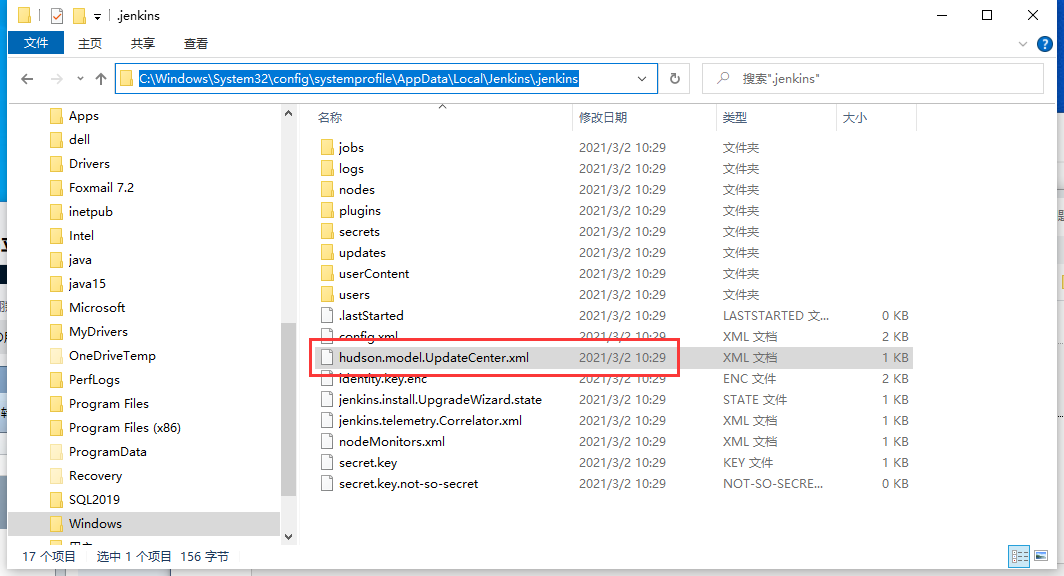 .jenkins
文件 主页 共享 查看
C:\Windows\System32\config\systemprofile\AppData\Local\Jenkins\.jenkins
搜索".jenkins"
Apps
dell
Drivers
Foxmail 7.2
inetpub
Intel
java
java15
Microsoft
MyDrivers
OneDriveTemp
PerfLogs
Program Files
Program Files (x86)
ProgramData
Recovery
SQL2019
Windows
名称 修改日期 类型 大小
jobs 2021/3/2 10:29 文件夹
logs 2021/3/2 10:29 文件夹
nodes 2021/3/2 10:29 文件夹
plugins 2021/3/2 10:29 文件夹
secrets 2021/3/2 10:29 文件夹
updates 2021/3/2 10:29 文件夹
userContent 2021/3/2 10:29 文件夹
users 2021/3/2 10:29 文件夹
.lastStarted 2021/3/2 10:29 LASTSTARTED 文... 0 KB
config.xml 2021/3/2 10:29 XML 文档 2 KB
hudson.model.UpdateCenter.xml 2021/3/2 10:29 XML 文档 1 KB
identity.key.enc 2021/3/2 10:29 ENC 文件 2 KB
jenkins.install.UpgradeWizard.state 2021/3/2 10:29 STATE 文件 1 KB
jenkins.telemetry.Correlator.xml 2021/3/2 10:29 XML 文档 1 KB
nodeMonitors.xml 2021/3/2 10:29 XML 文档 1 KB
secret.key 2021/3/2 10:29 KEY 文件 1 KB
secret.key.not-so-secret 2021/3/2 10:29 NOT-SO-SECRE... 0 KB
17 个项目 选中 1 个项目 156 字节